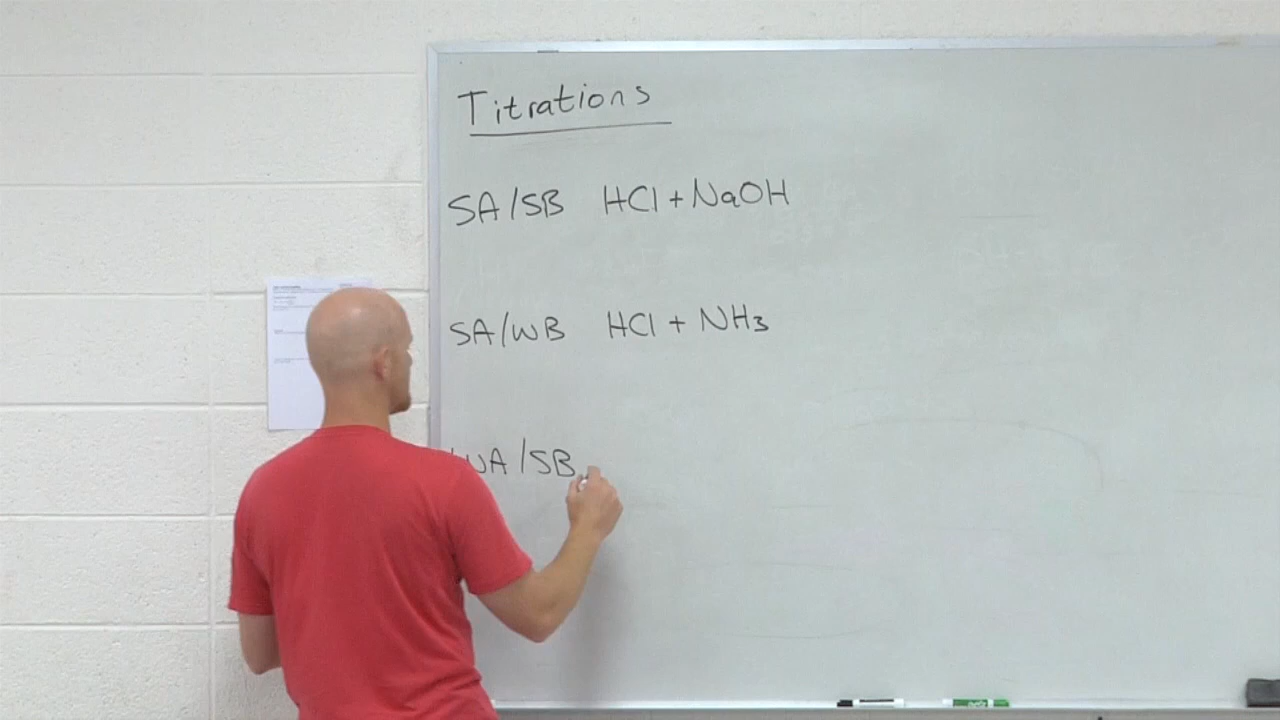 Titrations
SA/SB HCl + NaOH
SA/WB HCl + NH3
WA/SB